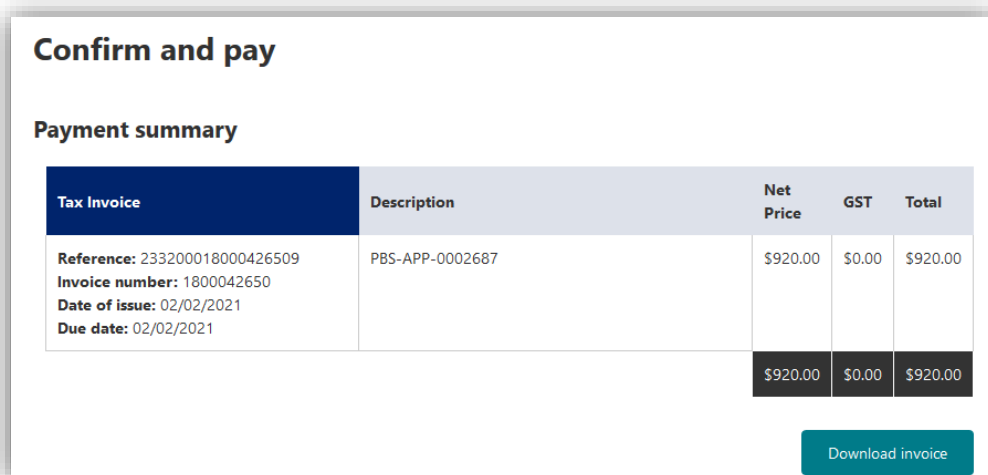 Confirm and pay
Payment summary
Tax Invoice Description Net Price GST Total
Reference: 233200018000426509 PBS-APP-0002687 $920.00 $0.00 $920.00
Invoice number: 1800042650
Date of issue: 02/02/2021
Due date: 02/02/2021
$920.00 $0.00 $920.00
Download invoice